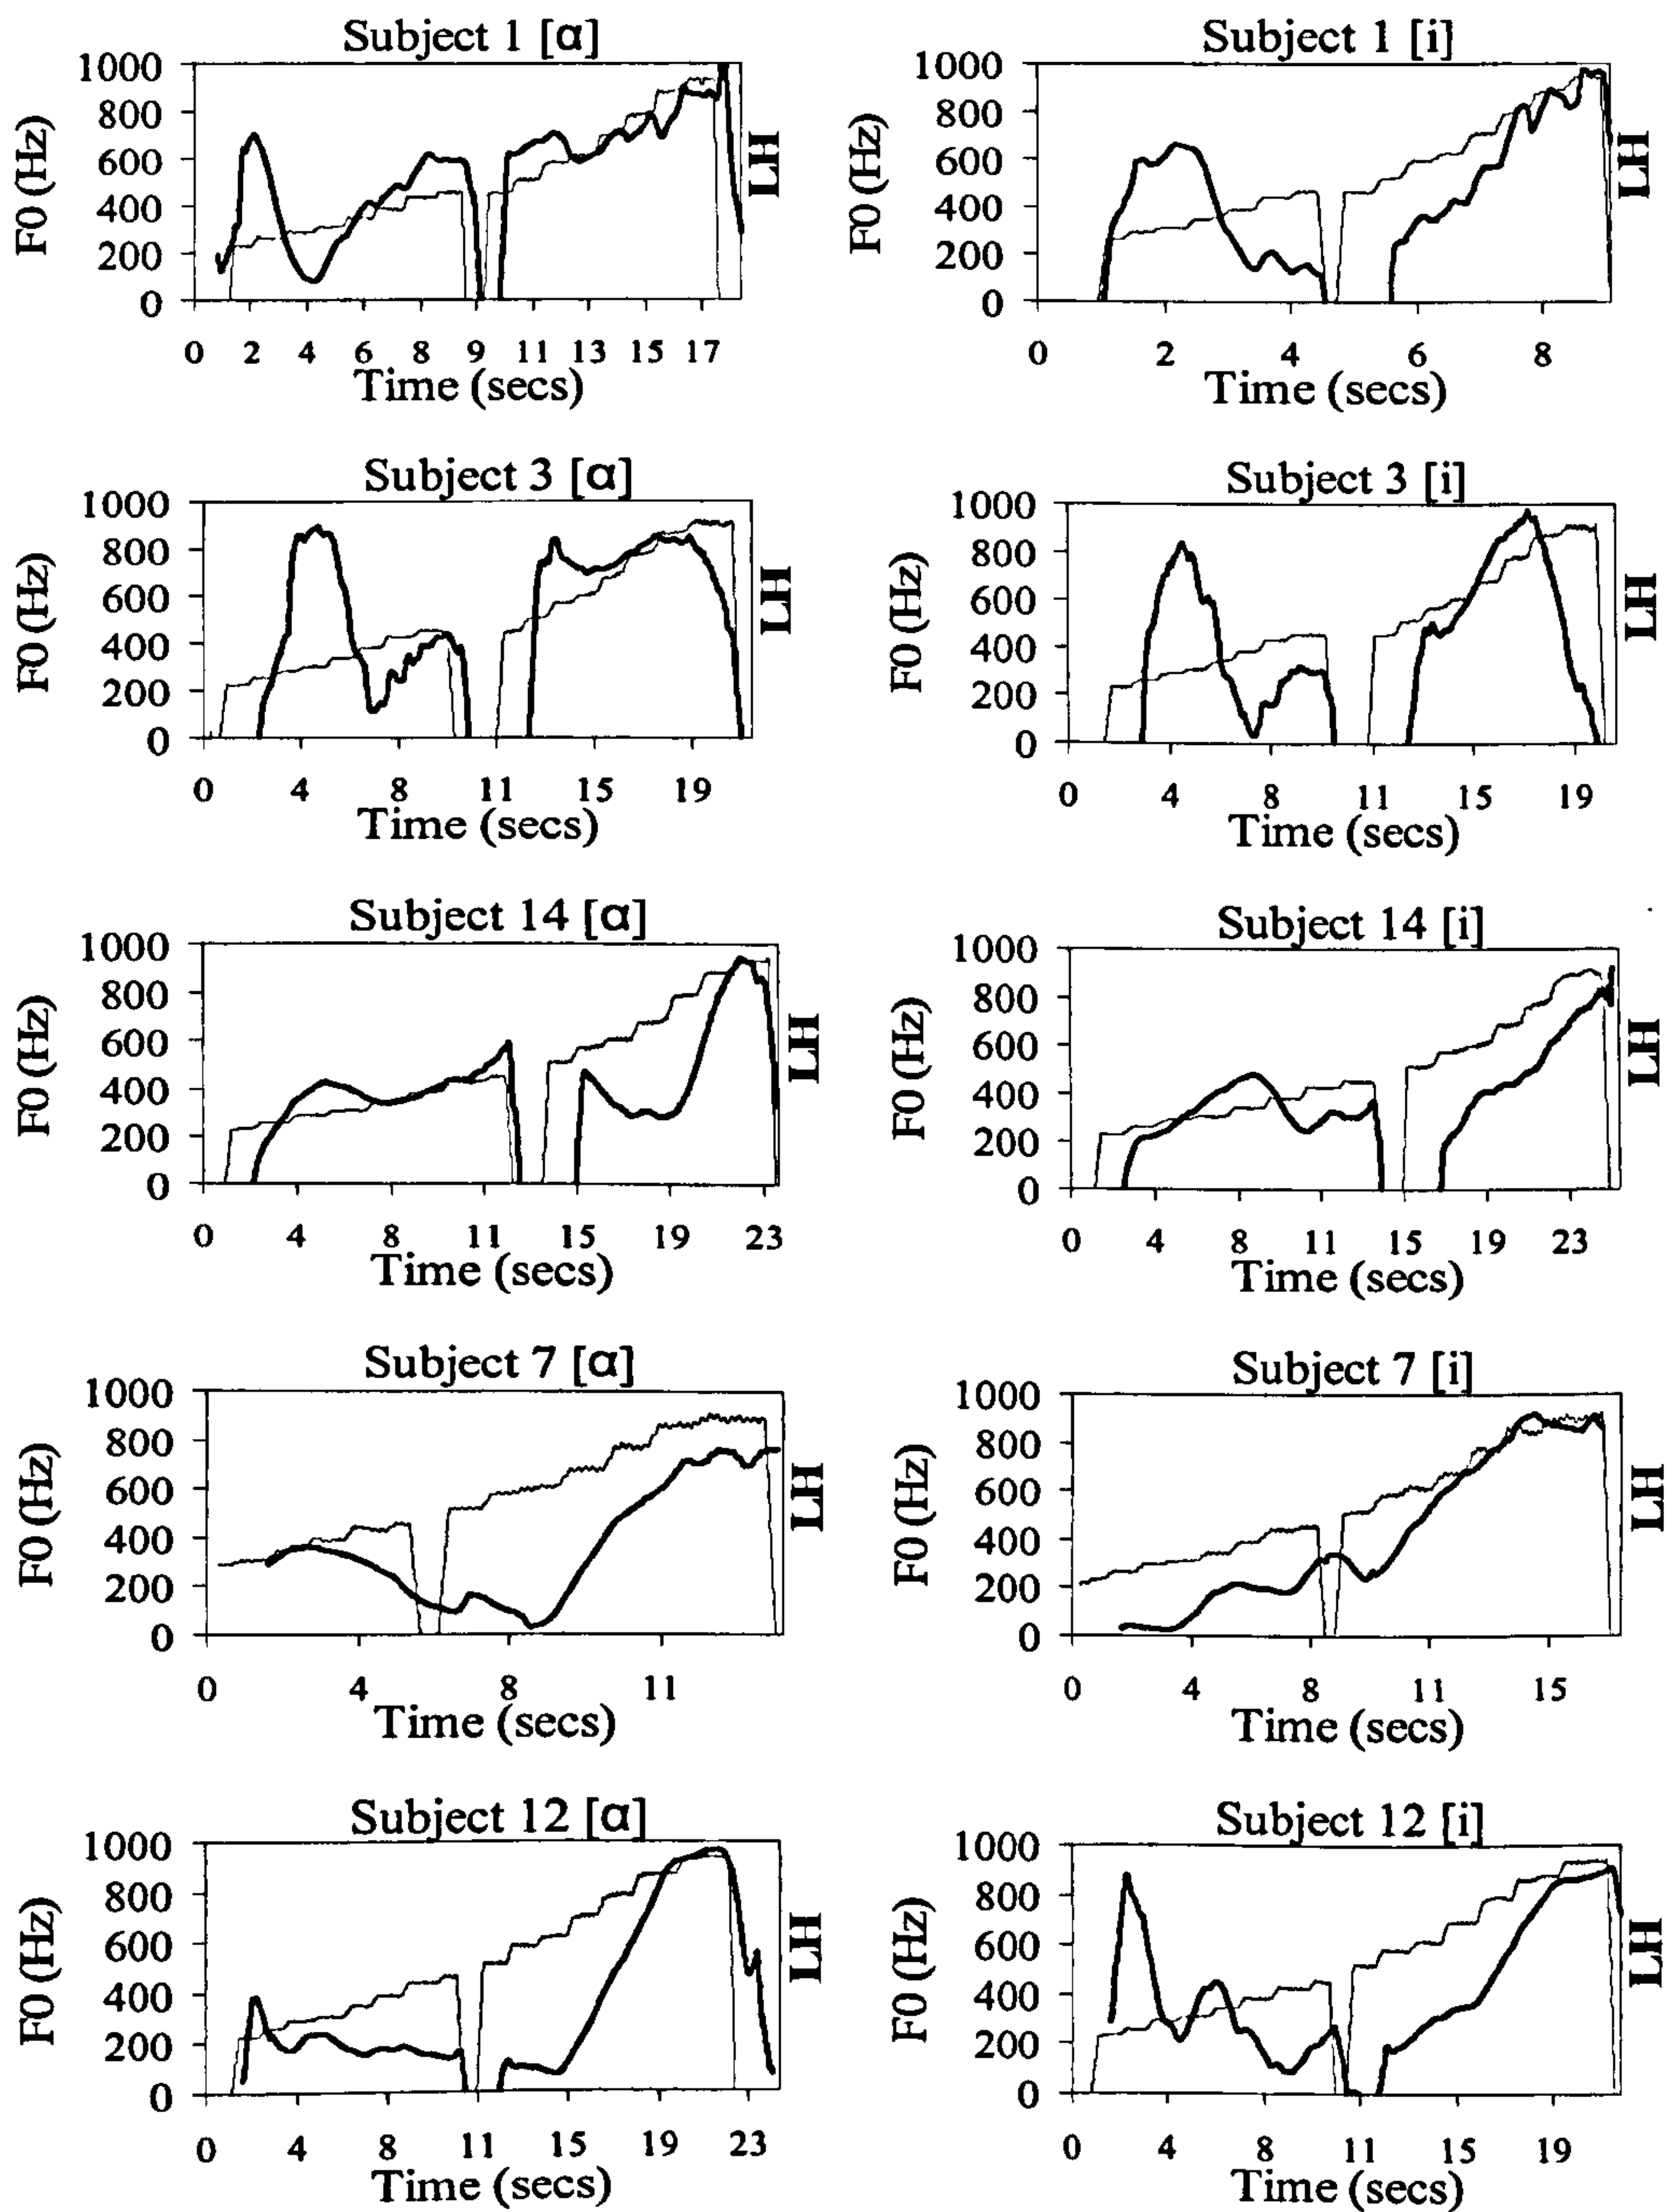 Subject 1 [ɑ]
F0 (Hz)
1000
800
600
400
200
0
LH
0 2 4 6 8 9 11 13 15 17
Time (secs)
Subject 1 [i]
F0 (Hz)
1000
800
600
400
200
0
LH
0 2 4 6 8
Time (secs)
Subject 3 [ɑ]
F0 (Hz)
1000
800
600
400
200
0
LH
0 4 8 11 15 19
Time (secs)
Subject 3 [i]
F0 (Hz)
1000
800
600
400
200
0
LH
0 4 8 11 15 19
Time (secs)
Subject 14 [ɑ]
F0 (Hz)
1000
800
600
400
200
0
LH
0 4 8 11 15 19 23
Time (secs)
Subject 14 [i]
F0 (Hz)
1000
800
600
400
200
0
LH
0 4 8 11 15 19 23
Time (secs)
Subject 7 [ɑ]
F0 (Hz)
1000
800
600
400
200
0
LH
0 4 8 11
Time (secs)
Subject 7 [i]
F0 (Hz)
1000
800
600
400
200
0
LH
0 4 8 11 15
Time (secs)
Subject 12 [ɑ]
F0 (Hz)
1000
800
600
400
200
0
LH
0 4 8 11 15 19 23
Time (secs)
Subject 12 [i]
F0 (Hz)
1000
800
600
400
200
0
LH
0 4 8 11 15 19
Time (secs)